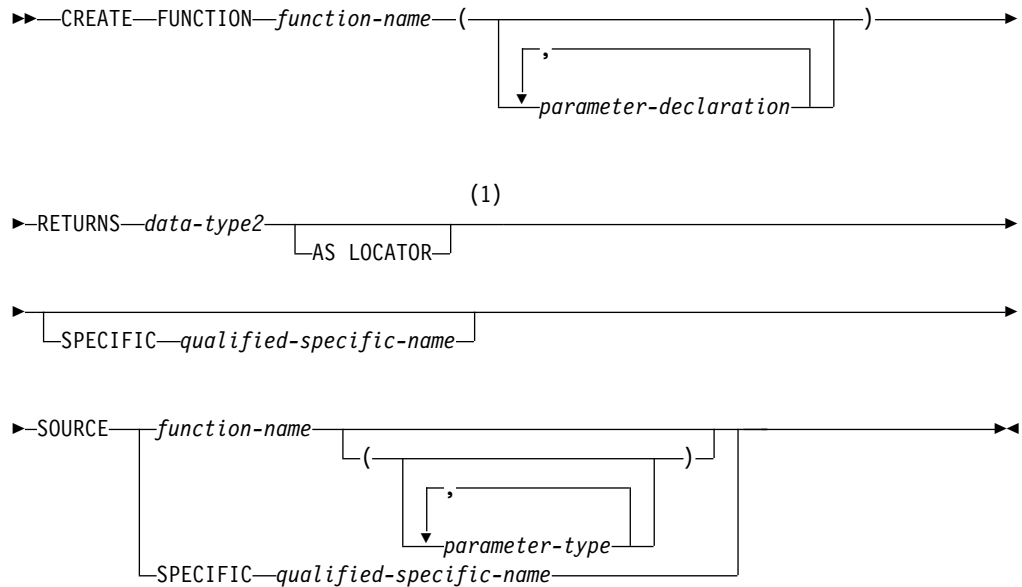 CREATE FUNCTION function-name ( )
,
parameter-declaration
(1)
RETURNS data-type2
AS LOCATOR
SPECIFIC qualified-specific-name
SOURCE function-name
( )
,
parameter-type
SPECIFIC qualified-specific-name